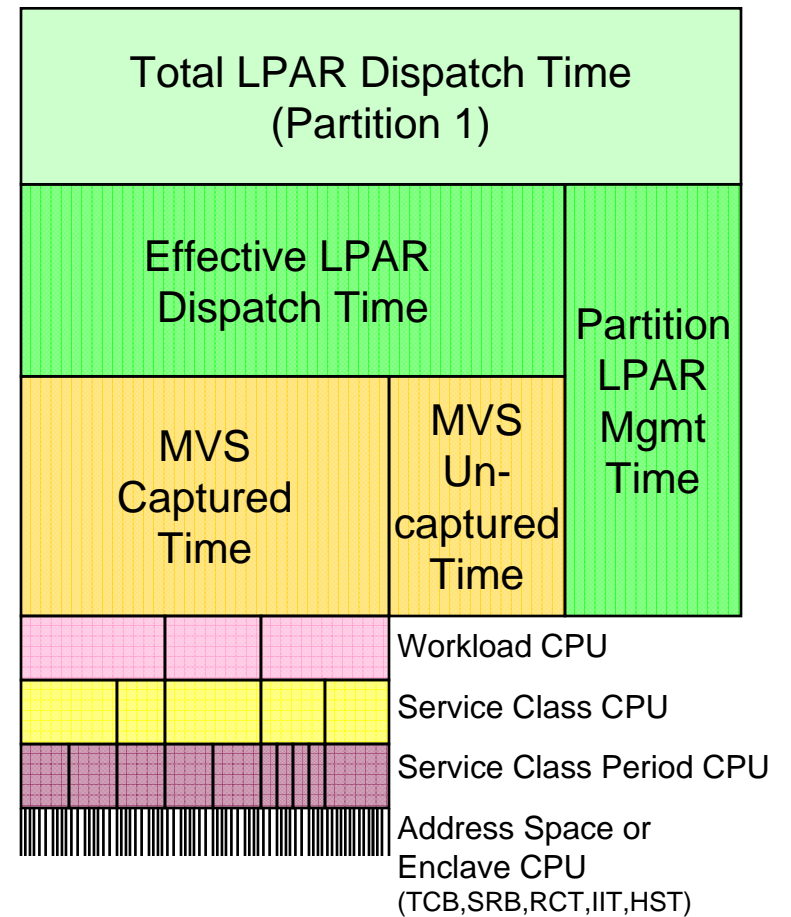 Total LPAR Dispatch Time
(Partition 1)
Effective LPAR
Dispatch Time
Partition
LPAR
Mgmt
Time
MVS
Captured
Time
MVS
Un-
captured
Time
Workload CPU
Service Class CPU
Service Class Period CPU
Address Space or
Enclave CPU
(TCB,SRB,RCT,IIT,HST)